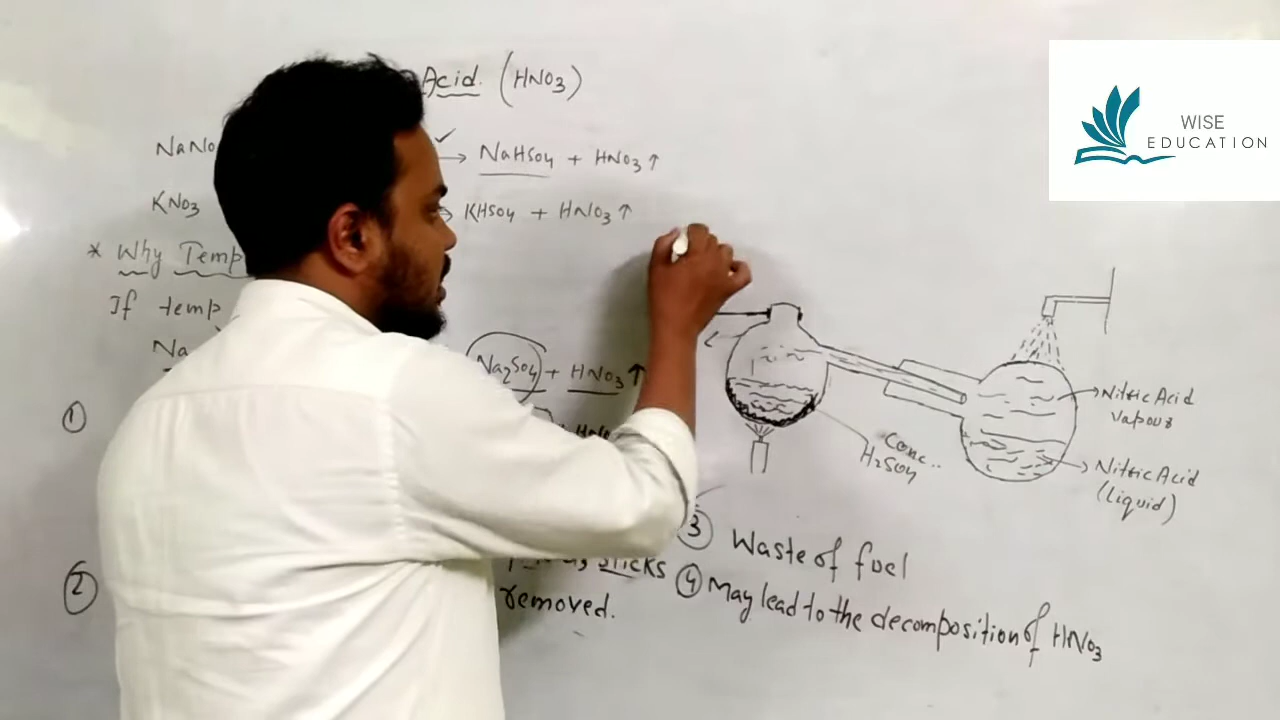 Acid. (HNO3)
NaNO → NaHSO4 + HNO3 ↑
KNO3 → KHSO4 + HNO3 ↑
* Why Temp
If temp
Na
Na2SO4 + HNO3 ↑
①
② sticks
removed.
WISE
EDUCATION
Nitric Acid
vapour
Nitric Acid
(liquid)
Conc..
H2SO4
③ Waste of fuel
④ May lead to the decomposition of HNO3